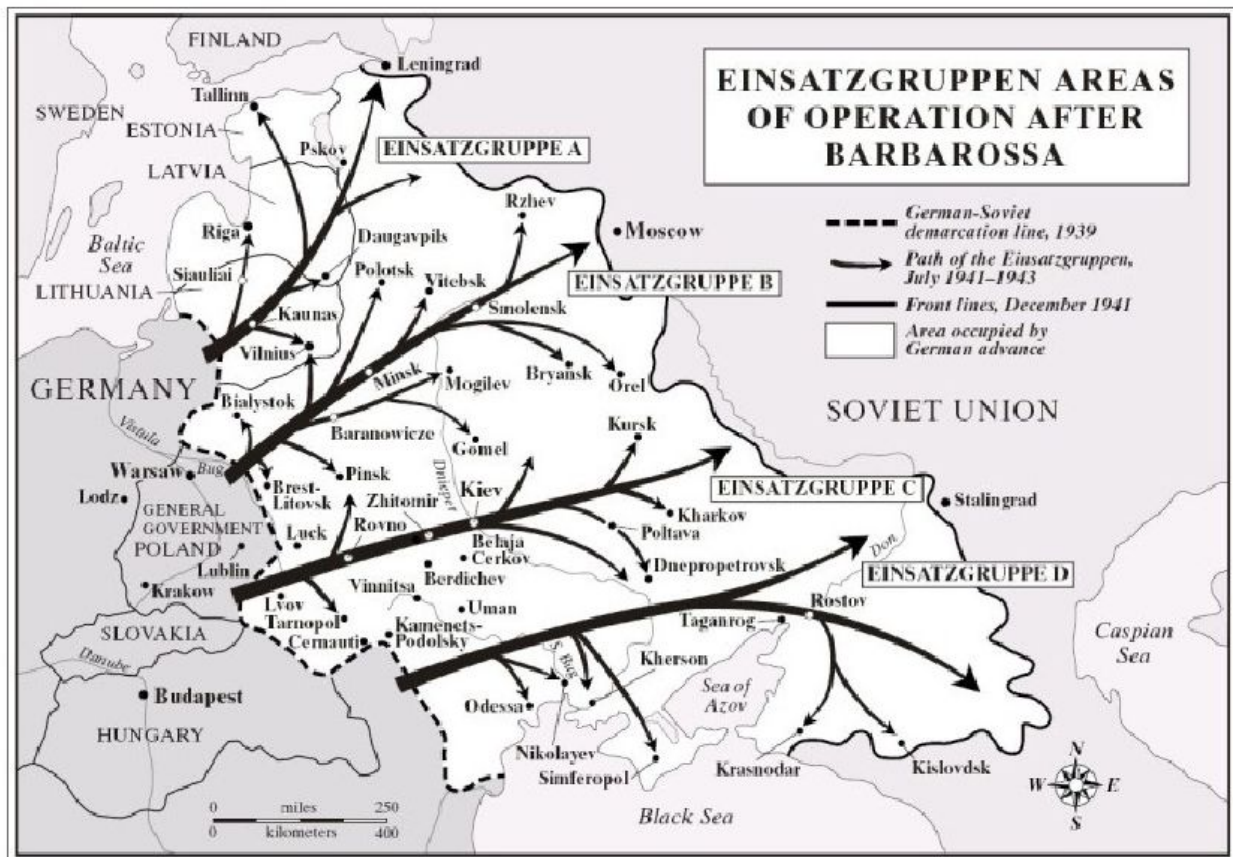 EINSATZGRUPPEN AREAS
OF OPERATION AFTER
BARBAROSSA
German-Soviet
demarcation line, 1939
Path of the Einsatzgruppen,
July 1941–1943
Front lines, December 1941
Area occupied by
German advance
FINLAND
Leningrad
SWEDEN
Tallinn
ESTONIA
Pskov
EINSATZGRUPPE A
LATVIA
Rzhev
Riga
Moscow
Baltic
Sea
Daugavpils
Siauliai
Polotsk
Vitebsk
EINSATZGRUPPE B
LITHUANIA
Smolensk
Kaunas
Vilnius
Minsk
GERMANY
Mogilev
Bryansk
Orel
Bialystok
SOVIET UNION
Baranowicze
Kursk
Vistula
Gomel
Warsaw
Bug
Pinsk
Dnieper
Lodz
Brest-
Litovsk
Zhitomir
Kiev
EINSATZGRUPPE C
Stalingrad
GENERAL
GOVERNMENT
POLAND
Luck
Rovno
Kharkov
Poltava
Belaja
Cerkov
Don
Lublin
Berdichev
Dnepropetrovsk
EINSATZGRUPPE D
Krakow
Vinnitsa
Lvov
Uman
Rostov
Tarnopol
Taganrog
SLOVAKIA
Cernauti
Kamenets-
Podolsky
Caspian
Sea
Danube
S. Bug
Kherson
Budapest
Sea of
Azov
Odessa
HUNGARY
Nikolayev
Simferopol
Krasnodar
Kislovdsk
N
W E
S
0 miles 250
0 kilometers 400
Black Sea